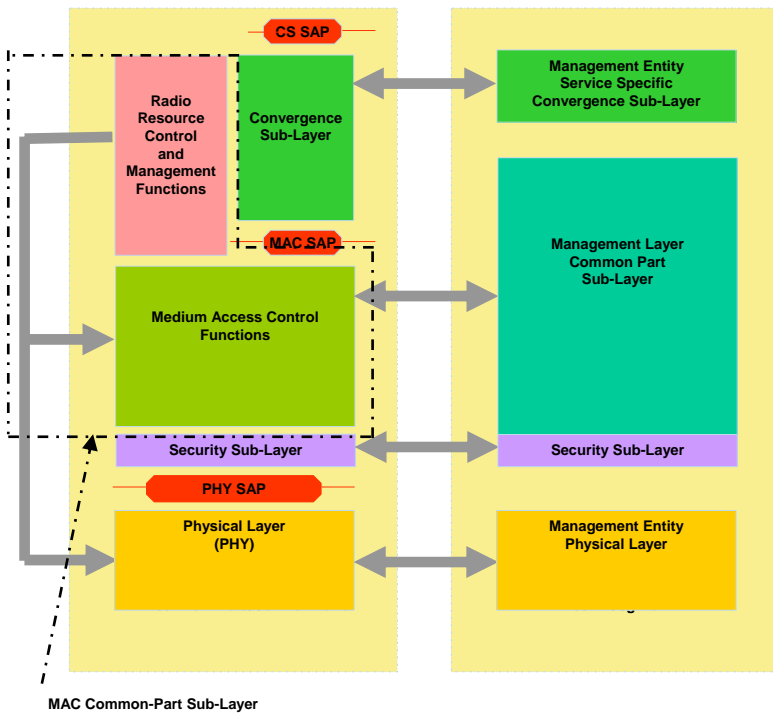 CS SAP
Radio
Resource
Control
and
Management
Functions
Convergence
Sub-Layer
Management Entity
Service Specific
Convergence Sub-Layer
MAC SAP
Medium Access Control
Functions
Management Layer
Common Part
Sub-Layer
Security Sub-Layer
Security Sub-Layer
PHY SAP
Physical Layer
(PHY)
Management Entity
Physical Layer
MAC Common-Part Sub-Layer